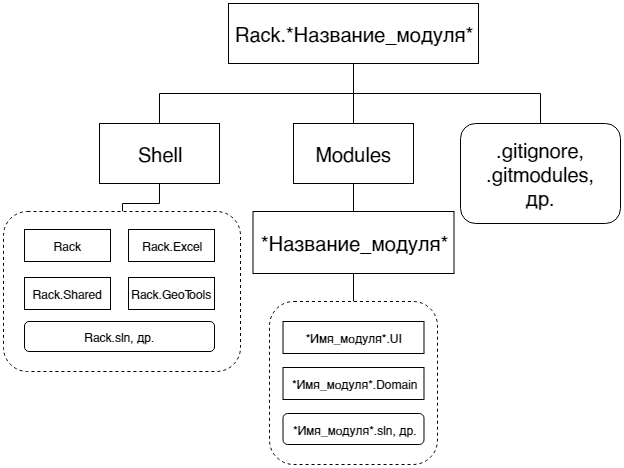 Rack.*Название_модуля*
Shell
Modules
.gitignore,
.gitmodules,
др.
Rack
Rack.Excel
Rack.Shared
Rack.GeoTools
Rack.sln, др.
*Название_модуля*
*Имя_модуля*.UI
*Имя_модуля*.Domain
*Имя_модуля*.sln, др.